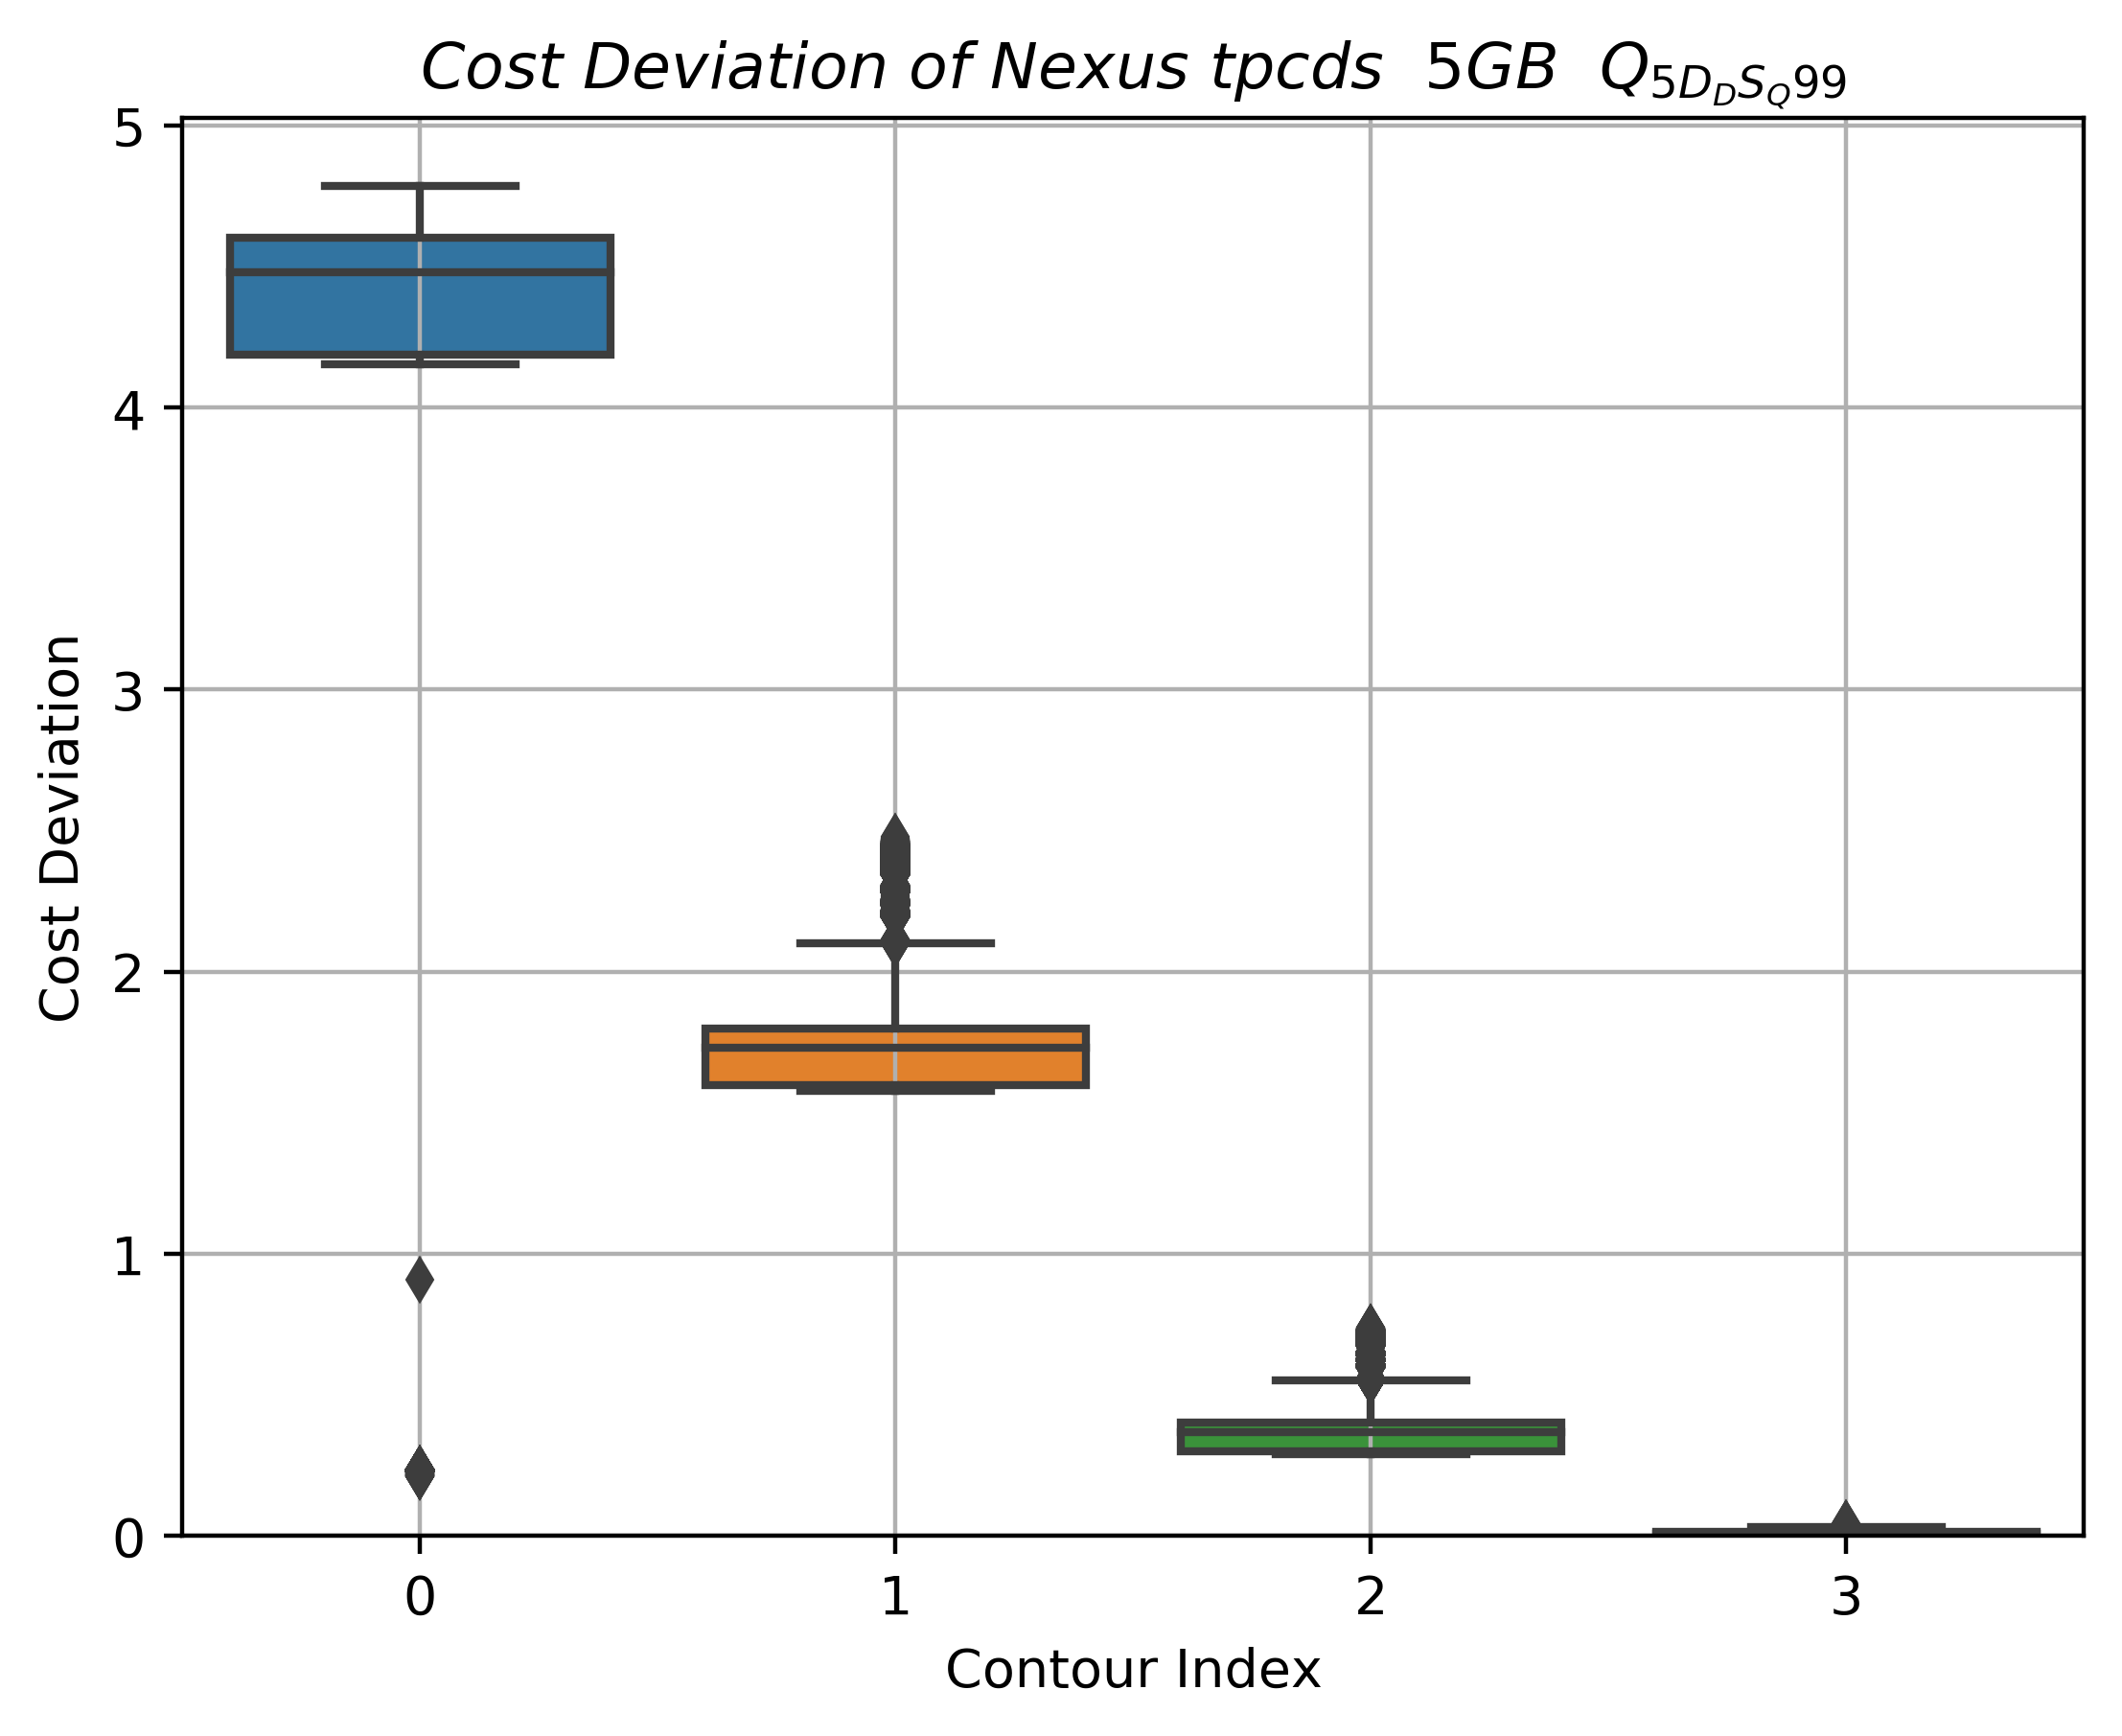 Cost Deviation of Nexus tpcds 5GB Q5D_DS_Q99
5
4
3
2
1
0
Cost Deviation
0 1 2 3
Contour Index